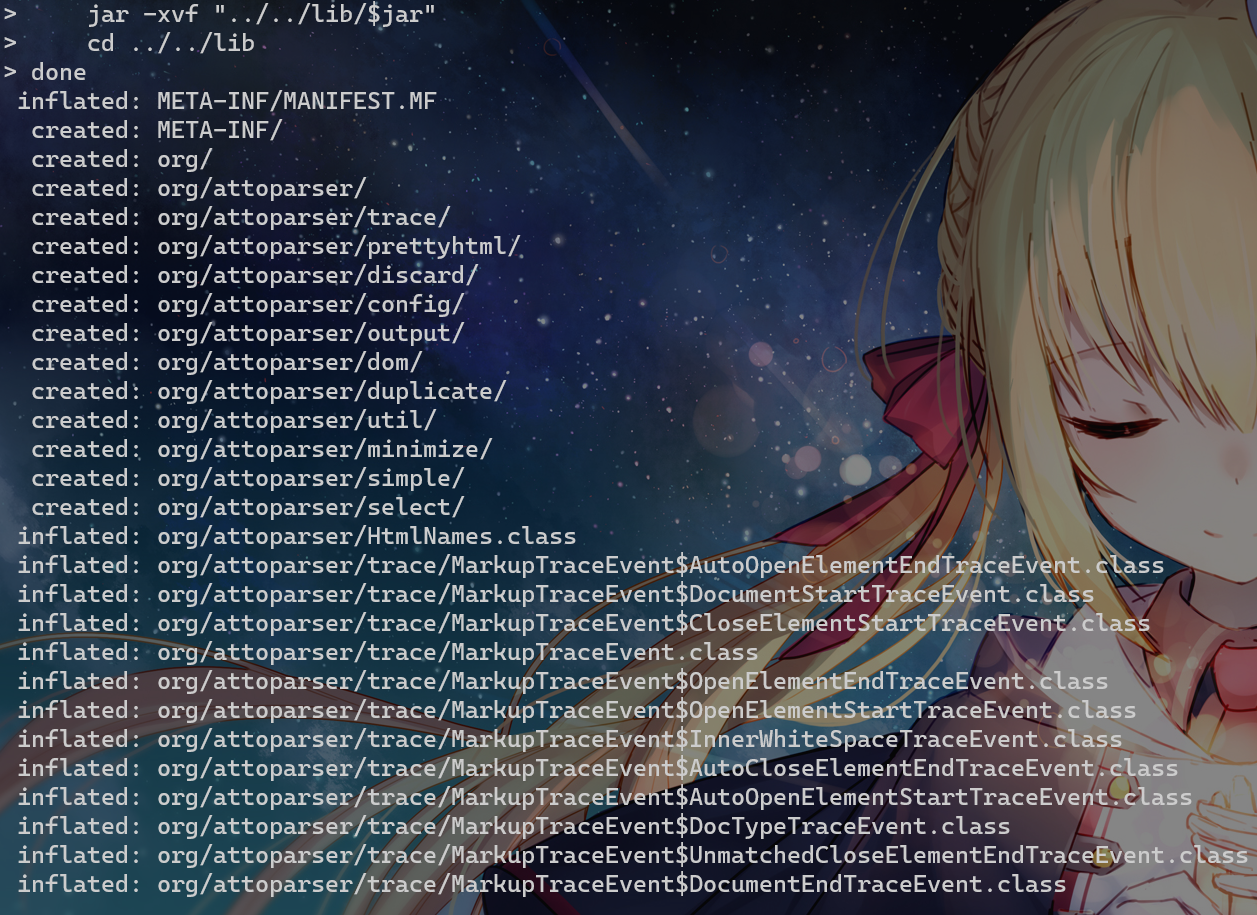 >     jar -xvf "../../lib/$jar"
>     cd ../../lib
> done
inflated: META-INF/MANIFEST.MF
created: META-INF/
created: org/
created: org/attoparser/
created: org/attoparser/trace/
created: org/attoparser/prettyhtml/
created: org/attoparser/discard/
created: org/attoparser/config/
created: org/attoparser/output/
created: org/attoparser/dom/
created: org/attoparser/duplicate/
created: org/attoparser/util/
created: org/attoparser/minimize/
created: org/attoparser/simple/
created: org/attoparser/select/
inflated: org/attoparser/HtmlNames.class
inflated: org/attoparser/trace/MarkupTraceEvent$AutoOpenElementEndTraceEvent.class
inflated: org/attoparser/trace/MarkupTraceEvent$DocumentStartTraceEvent.class
inflated: org/attoparser/trace/MarkupTraceEvent$CloseElementStartTraceEvent.class
inflated: org/attoparser/trace/MarkupTraceEvent.class
inflated: org/attoparser/trace/MarkupTraceEvent$OpenElementEndTraceEvent.class
inflated: org/attoparser/trace/MarkupTraceEvent$OpenElementStartTraceEvent.class
inflated: org/attoparser/trace/MarkupTraceEvent$InnerWhiteSpaceTraceEvent.class
inflated: org/attoparser/trace/MarkupTraceEvent$AutoCloseElementEndTraceEvent.class
inflated: org/attoparser/trace/MarkupTraceEvent$AutoOpenElementStartTraceEvent.class
inflated: org/attoparser/trace/MarkupTraceEvent$DocTypeTraceEvent.class
inflated: org/attoparser/trace/MarkupTraceEvent$UnmatchedCloseElementEndTraceEvent.class
inflated: org/attoparser/trace/MarkupTraceEvent$DocumentEndTraceEvent.class